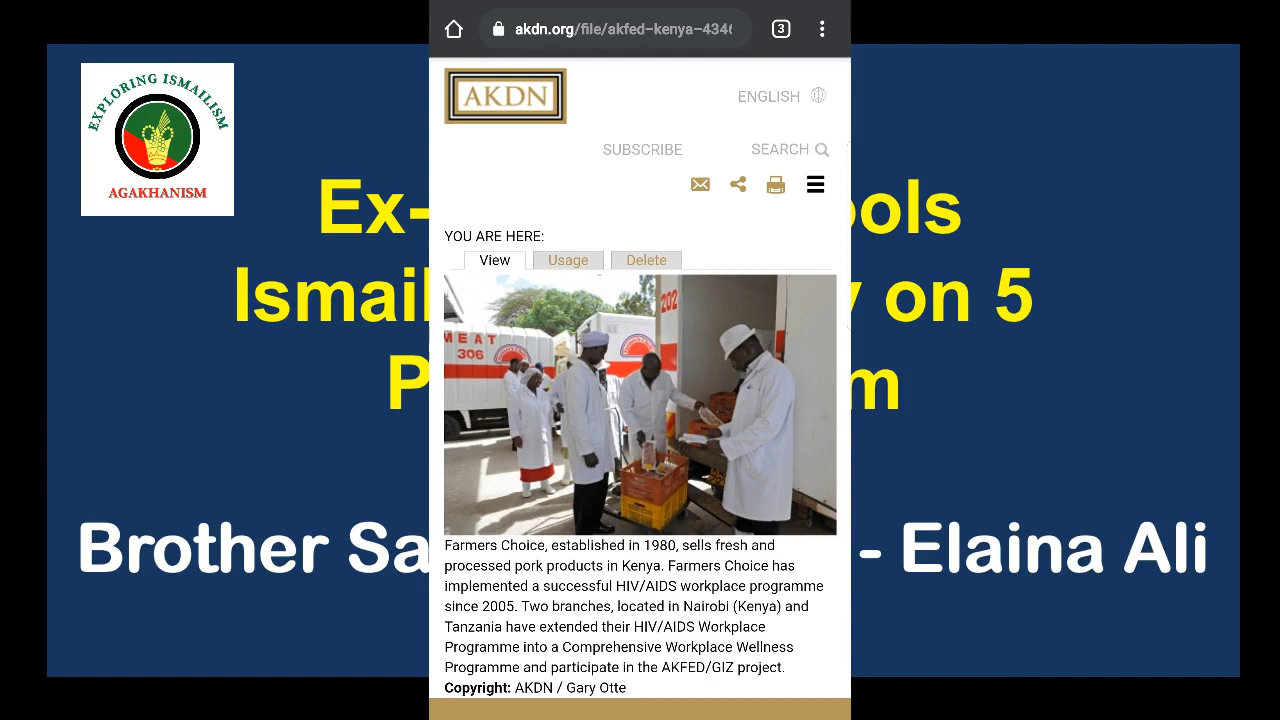 akdn.org/file/akfed-kenya-434
3
EXPLORING ISMAILISM
AGAKHANISM
AKDN
ENGLISH
SUBSCRIBE
SEARCH
YOU ARE HERE:
View
Usage
Delete
MEAT
306
202
Farmers Choice, established in 1980, sells fresh and
processed pork products in Kenya. Farmers Choice has
implemented a successful HIV/AIDS workplace programme
since 2005. Two branches, located in Nairobi (Kenya) and
Tanzania have extended their HIV/AIDS Workplace
Programme into a Comprehensive Workplace Wellness
Programme and participate in the AKFED/GIZ project.
Copyright: AKDN / Gary Otte
Ex-
Ismail
on 5
Brother Sa
- Elaina Ali